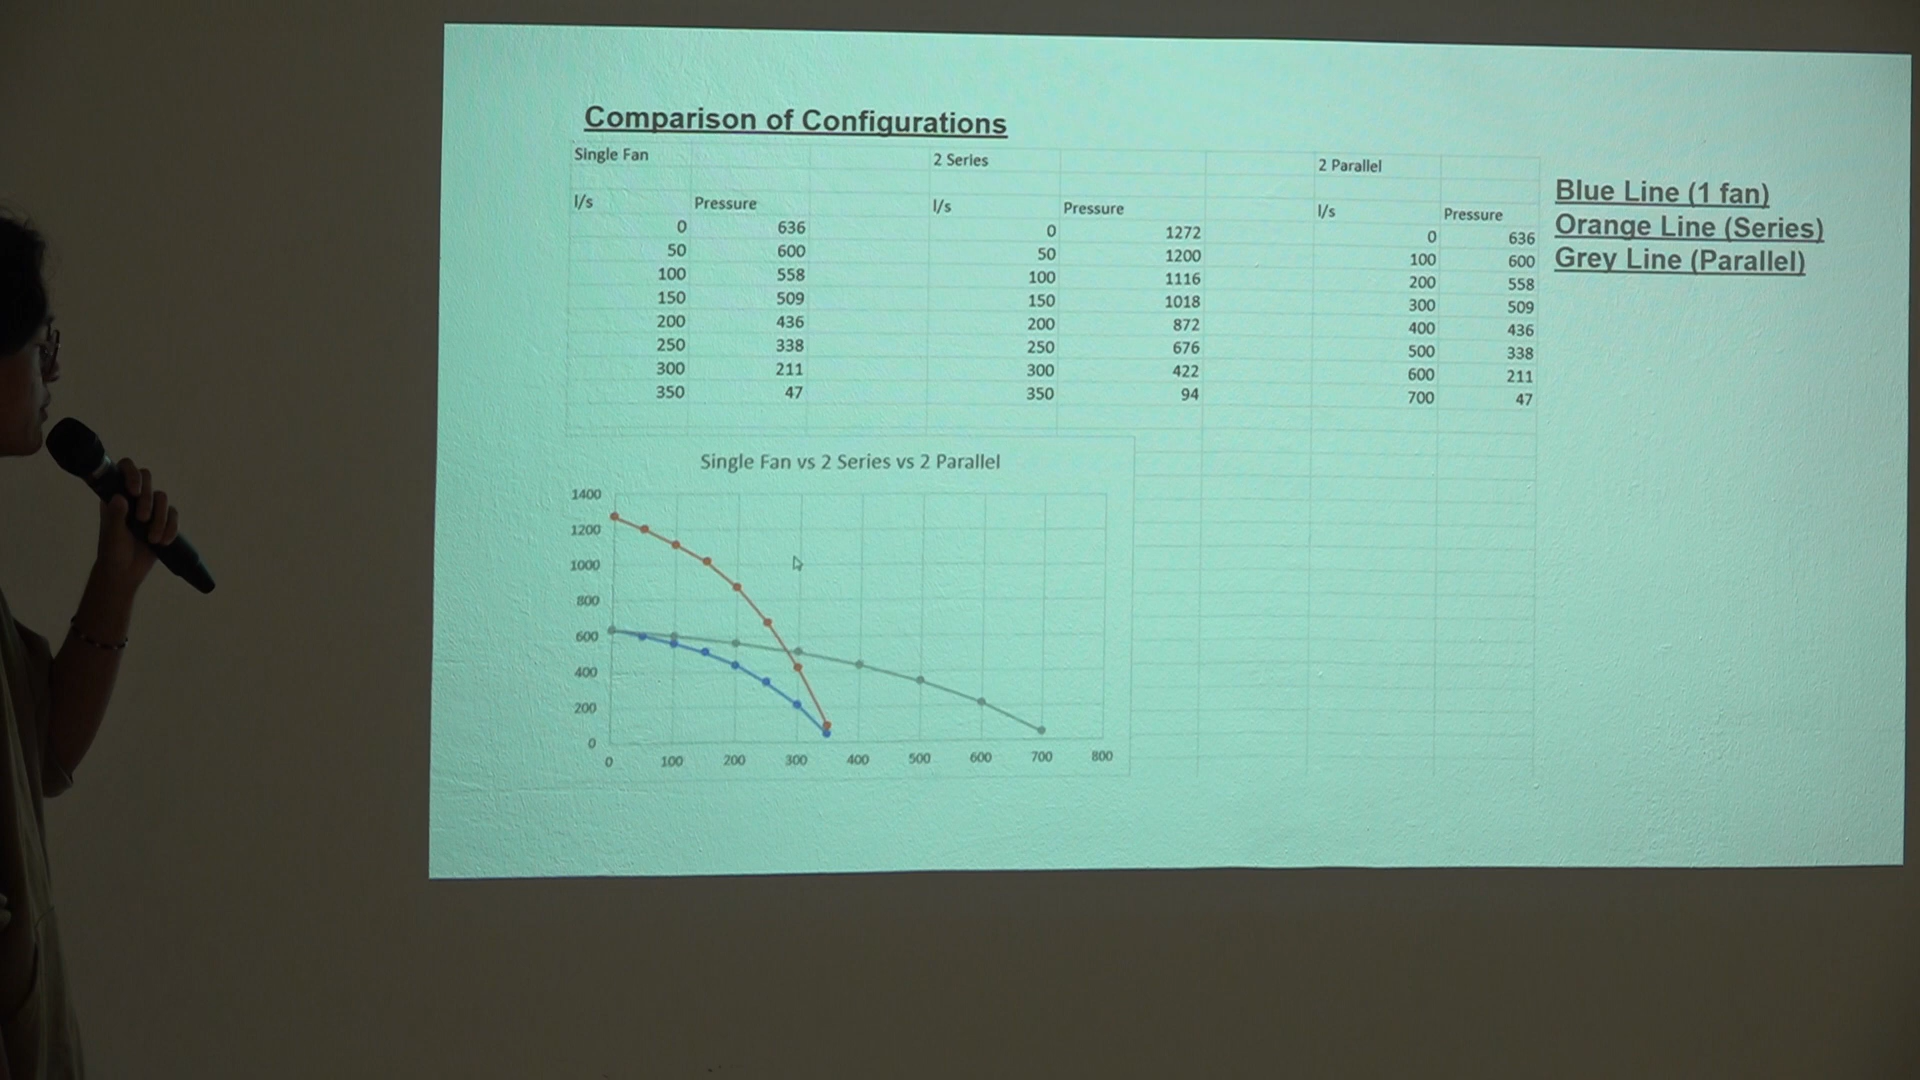 Comparison of Configurations
Single Fan 2 Series 2 Parallel
l/s Pressure l/s Pressure l/s Pressure
0 636 0 1272 0 636
50 600 50 1200 100 600
100 558 100 1116 200 558
150 509 150 1018 300 509
200 436 200 872 400 436
250 338 250 676 500 338
300 211 300 422 600 211
350 47 350 94 700 47
Blue Line (1 fan)
Orange Line (Series)
Grey Line (Parallel)
Single Fan vs 2 Series vs 2 Parallel
1400
1200
1000
800
600
400
200
0
0 100 200 300 400 500 600 700 800